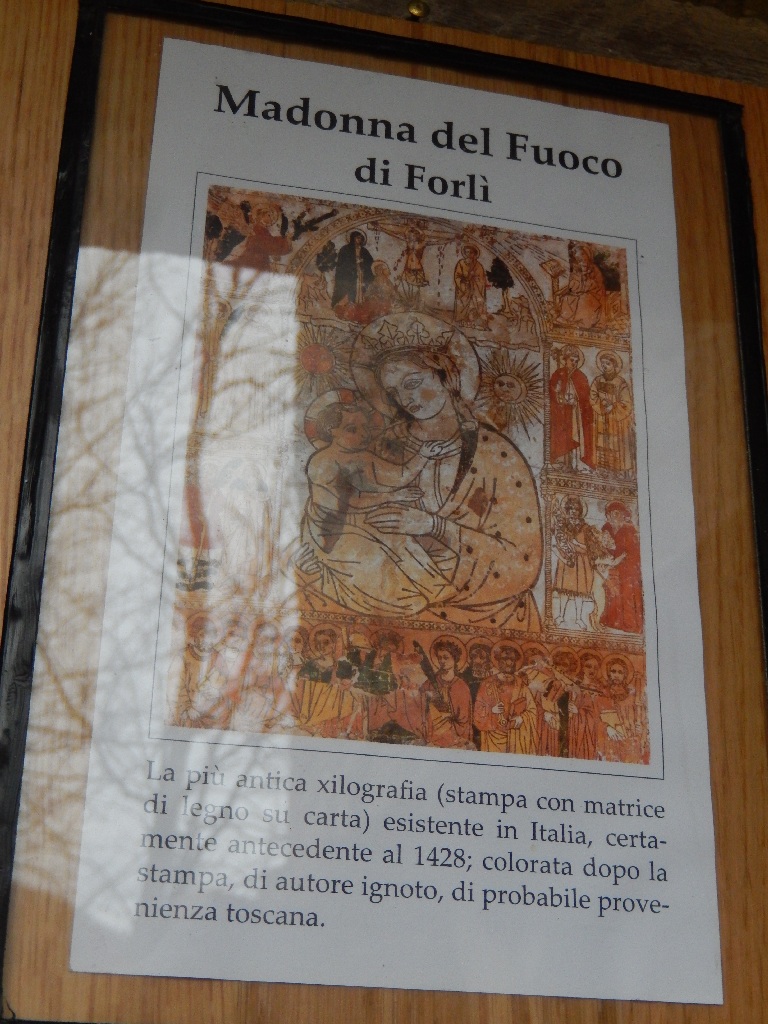 Madonna del Fuoco
di Forlì
La più antica xilografia (stampa con matrice
di legno su carta) esistente in Italia, certa-
mente antecedente al 1428; colorata dopo la
stampa, di autore ignoto, di probabile prove-
nienza toscana.